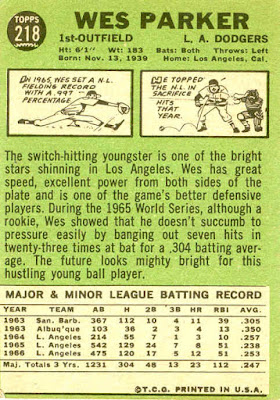 TOPPS
218
WES PARKER
1st-OUTFIELD L. A. DODGERS
Ht: 6/1" Wt: 183 Bats: Both Throws: Left
Born: Nov. 13, 1939 Home: Los Angeles, Cal.
IN 1965, WES SET A N.L.
FIELDING RECORD
WITH A .997 -
PERCENTAGE
HE TOPPED
THE N.L. IN
SACRIFICE
HITS
THAT
YEAR.
The switch-hitting youngster is one of the bright
stars shinning in Los Angeles. Wes has great
speed, excellent power from both sides of the
plate and is one of the game's better defensive
players. During the 1965 World Series, although a
rookie, Wes showed that he doesn't succumb to
pressure easily by banging out seven hits in
twenty-three times at bat for a .304 batting aver-
age. The future looks mighty bright for this
hustling young ball player.
MAJOR & MINOR LEAGUE BATTING RECORD
YEAR TEAM AB H 2B 3B HR RBI AVG.
1963 San. Barb. 367 112 10 4 11 39 .305
1963 Albuq'que 103 36 2 3 4 13 .350
1964 L. Angeles 214 55 7 1 3 10 .257
1965 L. Angeles 542 129 24 7 8 51 .238
1966 L. Angeles 475 120 17 5 12 51 .253
Maj. Totals 3 Yrs. 1231 304 48 13 23 112 .247
©T.C.G. PRINTED IN U.S.A.